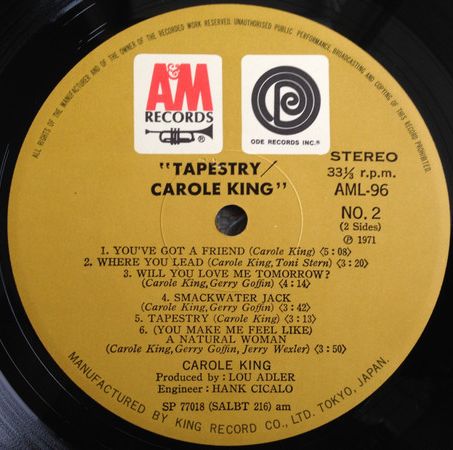 ALL RIGHTS OF THE MANUFACTURER AND OF THE OWNER OF THE RECORDED WORK RESERVED. UNAUTHORISED PUBLIC PERFORMANCE, BROADCASTING AND COPYING OF THIS RECORD PROHIBITED.
A&M
RECORDS
®
ODE RECORDS INC.®
"TAPESTRY/
CAROLE KING"
STEREO
33⅓ r.p.m.
AML-96
NO. 2
(2 Sides)
Ⓟ 1971
1. YOU'VE GOT A FRIEND (Carole King) 〈5:08〉
2. WHERE YOU LEAD (Carole King, Toni Stern) 〈3:20〉
3. WILL YOU LOVE ME TOMORROW?
(Carole King, Gerry Goffin) 〈4:14〉
4. SMACKWATER JACK
(Carole King, Gerry Goffin) 〈3:42〉
5. TAPESTRY (Carole King) 〈3:13〉
6. (YOU MAKE ME FEEL LIKE)
A NATURAL WOMAN
(Carole King, Gerry Goffin, Jerry Wexler) 〈3:50〉
CAROLE KING
Produced by : LOU ADLER
Engineer : HANK CICALO
SP 77018 (SALBT 216) am
MANUFACTURED BY KING RECORD CO., LTD. TOKYO, JAPAN.